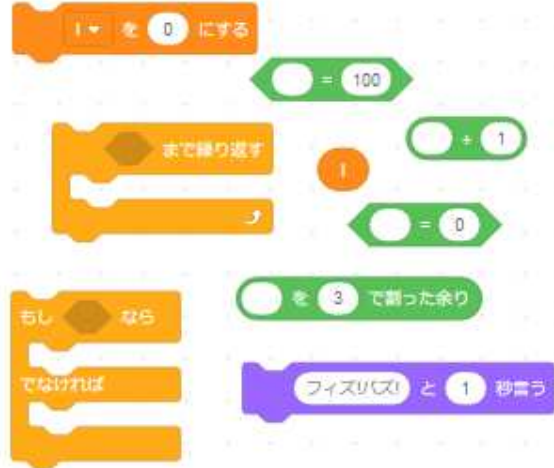 I を 0 にする
= 100
まで繰り返す
+ 1
I
= 0
もし なら
を 3 で割った余り
でなければ
フィズ!バズ! と 1 秒言う